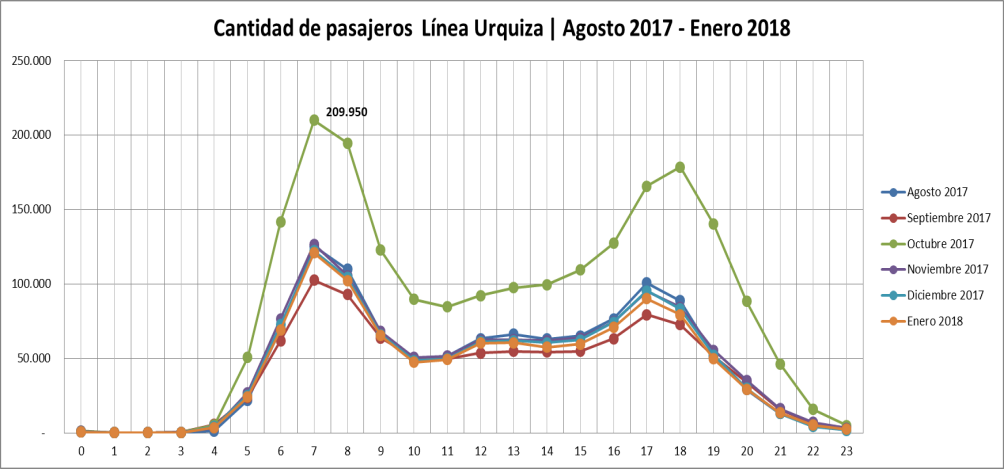 Cantidad de pasajeros Línea Urquiza | Agosto 2017 - Enero 2018
250.000
209.950
200.000
150.000
100.000
50.000
-
0 1 2 3 4 5 6 7 8 9 10 11 12 13 14 15 16 17 18 19 20 21 22 23
Agosto 2017
Septiembre 2017
Octubre 2017
Noviembre 2017
Diciembre 2017
Enero 2018